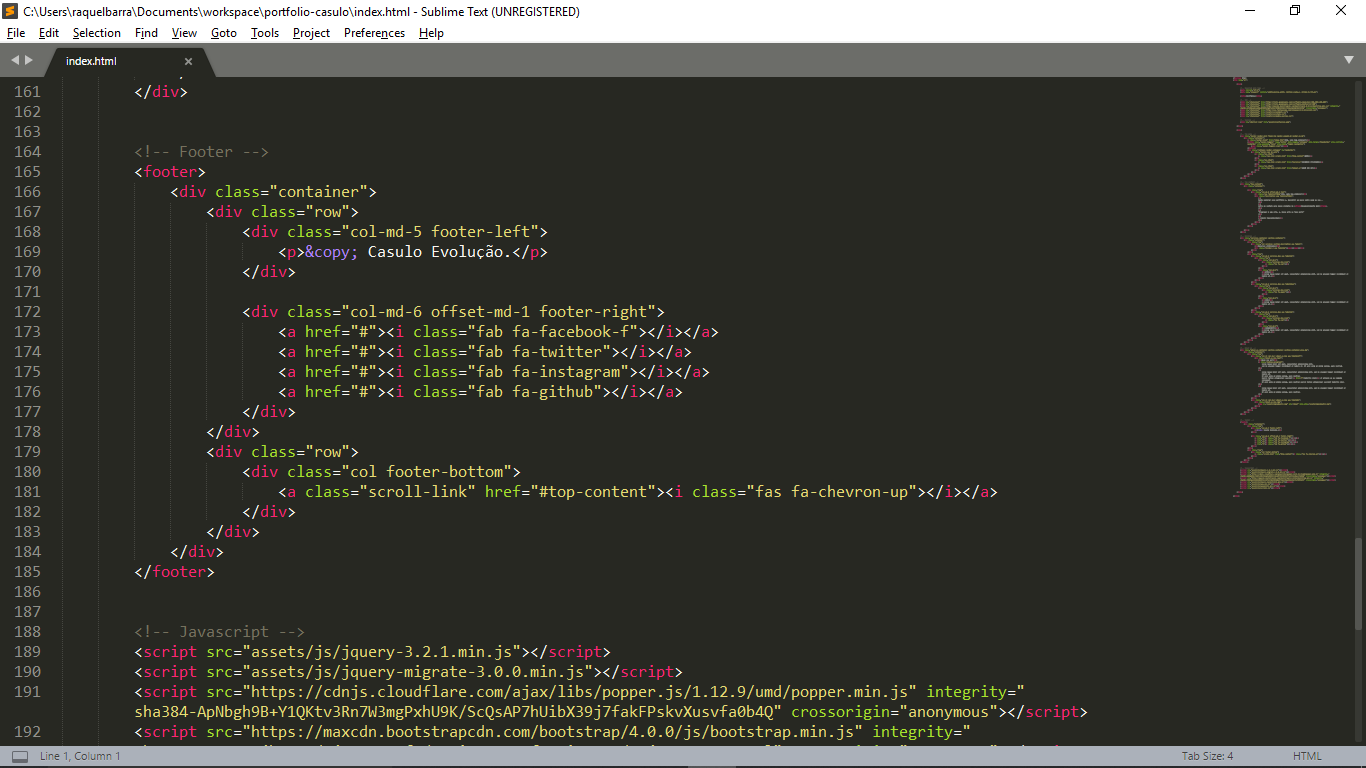 C:\Users\raquelbarra\Documents\workspace\portfolio-casulo\index.html - Sublime Text (UNREGISTERED)
File Edit Selection Find View Goto Tools Project Preferences Help
index.html ×
161 </div>
162
163
164 <!-- Footer -->
165 <footer>
166 <div class="container">
167 <div class="row">
168 <div class="col-md-5 footer-left">
169 <p>&copy; Casulo Evolução.</p>
170 </div>
171
172 <div class="col-md-6 offset-md-1 footer-right">
173 <a href="#"><i class="fab fa-facebook-f"></i></a>
174 <a href="#"><i class="fab fa-twitter"></i></a>
175 <a href="#"><i class="fab fa-instagram"></i></a>
176 <a href="#"><i class="fab fa-github"></i></a>
177 </div>
178 </div>
179 <div class="row">
180 <div class="col footer-bottom">
181 <a class="scroll-link" href="#top-content"><i class="fas fa-chevron-up"></i></a>
182 </div>
183 </div>
184 </div>
185 </footer>
186
187
188 <!-- Javascript -->
189 <script src="assets/js/jquery-3.2.1.min.js"></script>
190 <script src="assets/js/jquery-migrate-3.0.0.min.js"></script>
191 <script src="https://cdnjs.cloudflare.com/ajax/libs/popper.js/1.12.9/umd/popper.min.js" integrity="
sha384-ApNbgh9B+Y1QKtv3Rn7W3mgPxhU9K/ScQsAP7hUibX39j7fakFPskvXusvfa0b4Q" crossorigin="anonymous"></script>
192 <script src="https://maxcdn.bootstrapcdn.com/bootstrap/4.0.0/js/bootstrap.min.js" integrity="
Line 1, Column 1 Tab Size: 4 HTML